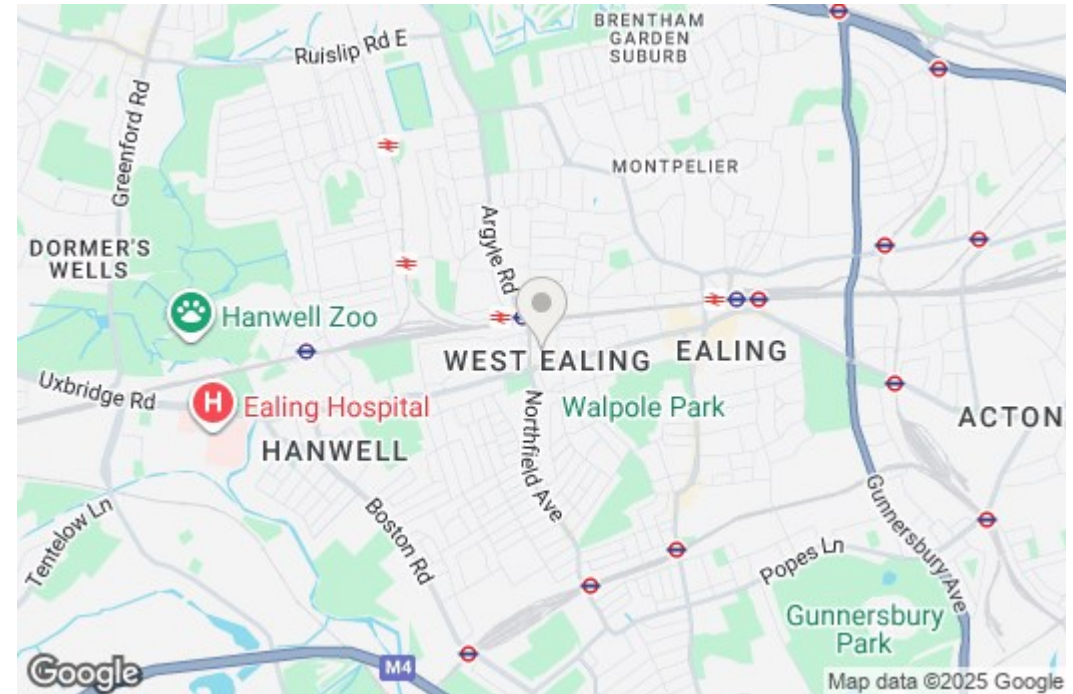 BRENTHAM
GARDEN
SUBURB
Ruislip Rd E
Greenford Rd
MONTPELIER
Argyle Rd
DORMER'S
WELLS
Hanwell Zoo
WEST EALING
EALING
Uxbridge Rd
H
Ealing Hospital
Walpole Park
ACTON
HANWELL
Northfield Ave
Boston Rd
Gunnersbury Ave
Tentelow Ln
Popes Ln
Gunnersbury
Park
M4
Google
Map data ©2025 Google